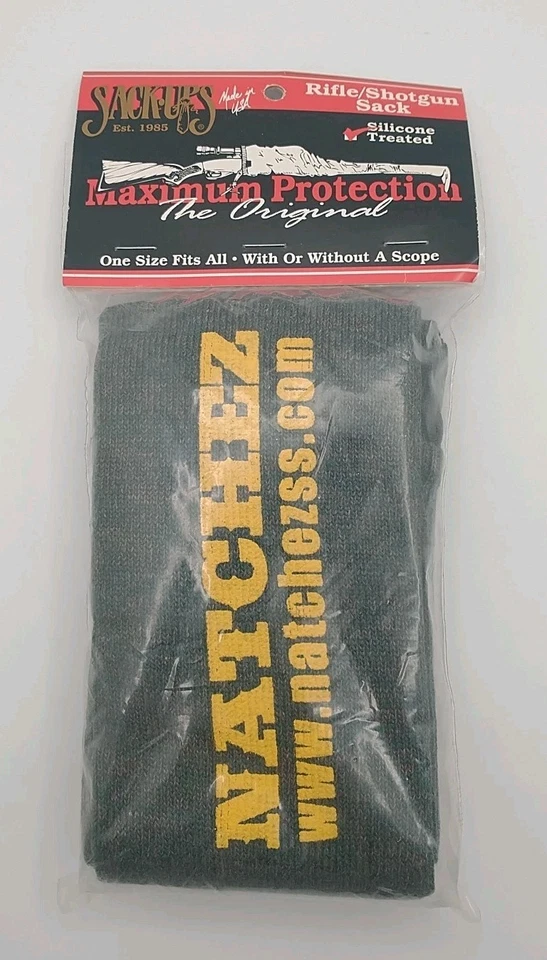 SACK-UPS
Est. 1985
®
Made in
USA
Rifle/Shotgun
Sack
Silicone
Treated
Maximum Protection
The Original
One Size Fits All • With Or Without A Scope
NATCHEZ
www.natchezss.com